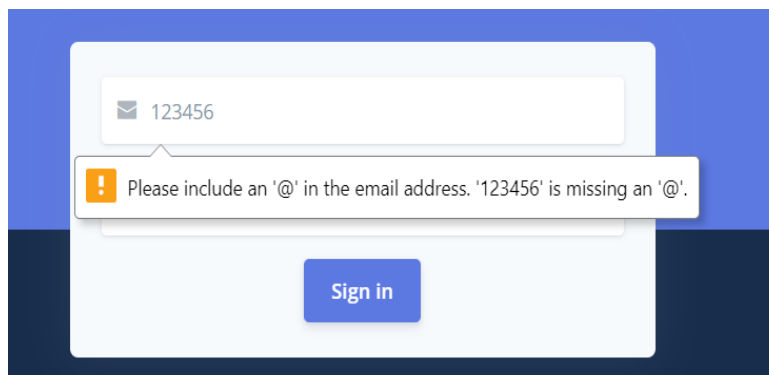 123456
Please include an '@' in the email address. '123456' is missing an '@'.
Sign in